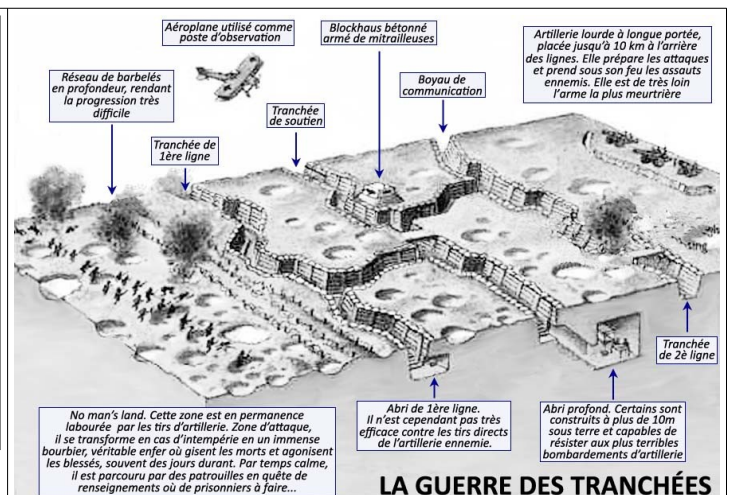 Aéroplane utilisé comme
poste d'observation
Blockhaus bétonné
armé de mitrailleuses
Artillerie lourde à longue portée,
placée jusqu'à 10 km à l'arrière
des lignes. Elle prépare les attaques
et prend sous son feu les assauts
ennemis. Elle est de très loin
l'arme la plus meurtrière
Réseau de barbelés
en profondeur, rendant
la progression très
difficile
Tranchée de
1ère ligne
Tranchée
de soutien
Boyau de
communication
Tranchée
de 2è ligne
No man's land. Cette zone est en permanence
labourée par les tirs d'artillerie. Zone d'attaque,
il se transforme en cas d'intempérie en un immense
bourbier, véritable enfer où gisent les morts et agonisent
les blessés, souvent des jours durant. Par temps calme,
il est parcouru par des patrouilles en quête de
renseignements où de prisonniers à faire...
Abri de 1ère ligne.
Il n'est cependant pas très
efficace contre les tirs directs
de l'artillerie ennemie.
Abri profond. Certains sont
construits à plus de 10m
sous terre et capables de
résister aux plus terribles
bombardements d'artillerie
LA GUERRE DES TRANCHÉES